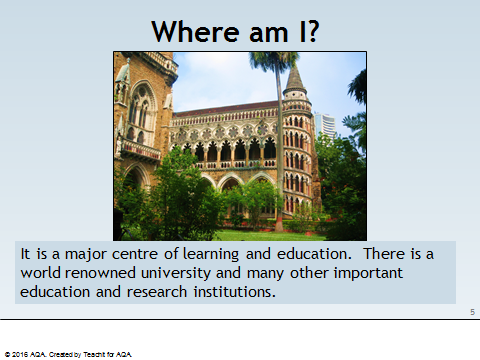 Where am I?
It is a major centre of learning and education.  There is a
world renowned university and many other important
education and research institutions.
5
© 2016 AQA. Created by Teachit for AQA.